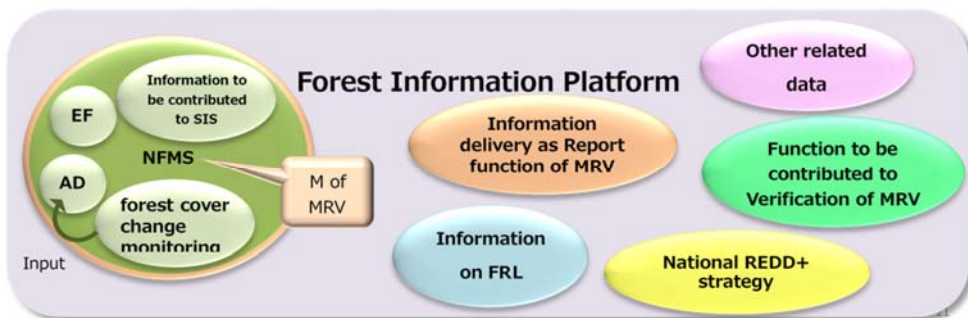 Forest Information Platform
Information to
be contributed
to SIS
EF
NFMS
AD
forest cover
change
monitoring
Input
M of
MRV
Information
delivery as Report
function of MRV
Information
on FRL
Other related
data
Function to be
contributed to
Verification of MRV
National REDD+
strategy